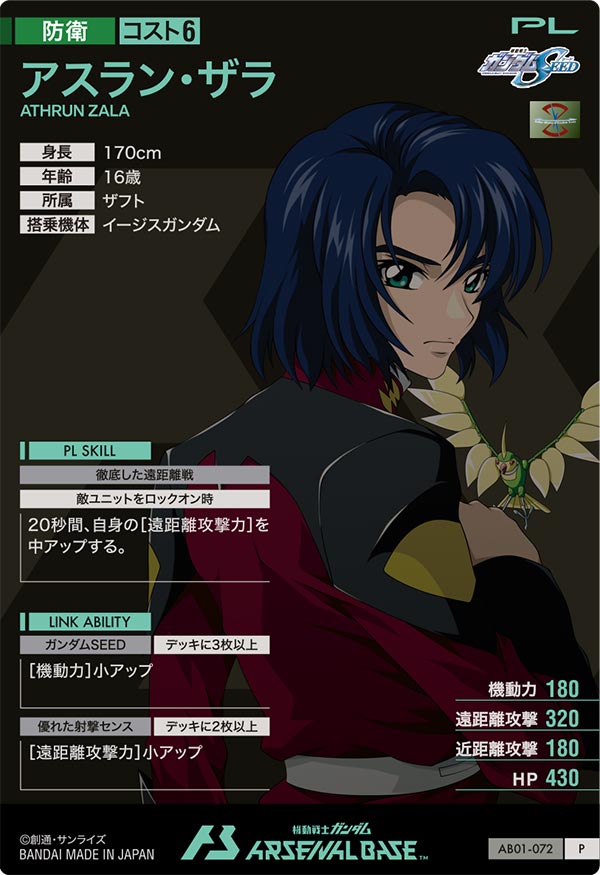 防衛 コスト6 PL
アスラン・ザラ
ATHRUN ZALA
ガンダムSEED
身長 170cm
年齢 16歳
所属 ザフト
搭乗機体 イージスガンダム
PL SKILL
徹底した遠距離戦
敵ユニットをロックオン時
20秒間、自身の[遠距離攻撃力]を
中アップする。
LINK ABILITY
ガンダムSEED デッキに3枚以上
[機動力]小アップ
優れた射撃センス デッキに2枚以上
[遠距離攻撃力]小アップ
機動力 180
遠距離攻撃 320
近距離攻撃 180
HP 430
©創通・サンライズ
BANDAI MADE IN JAPAN
機動戦士ガンダム
ARSENAL BASE™
AB01-072 P